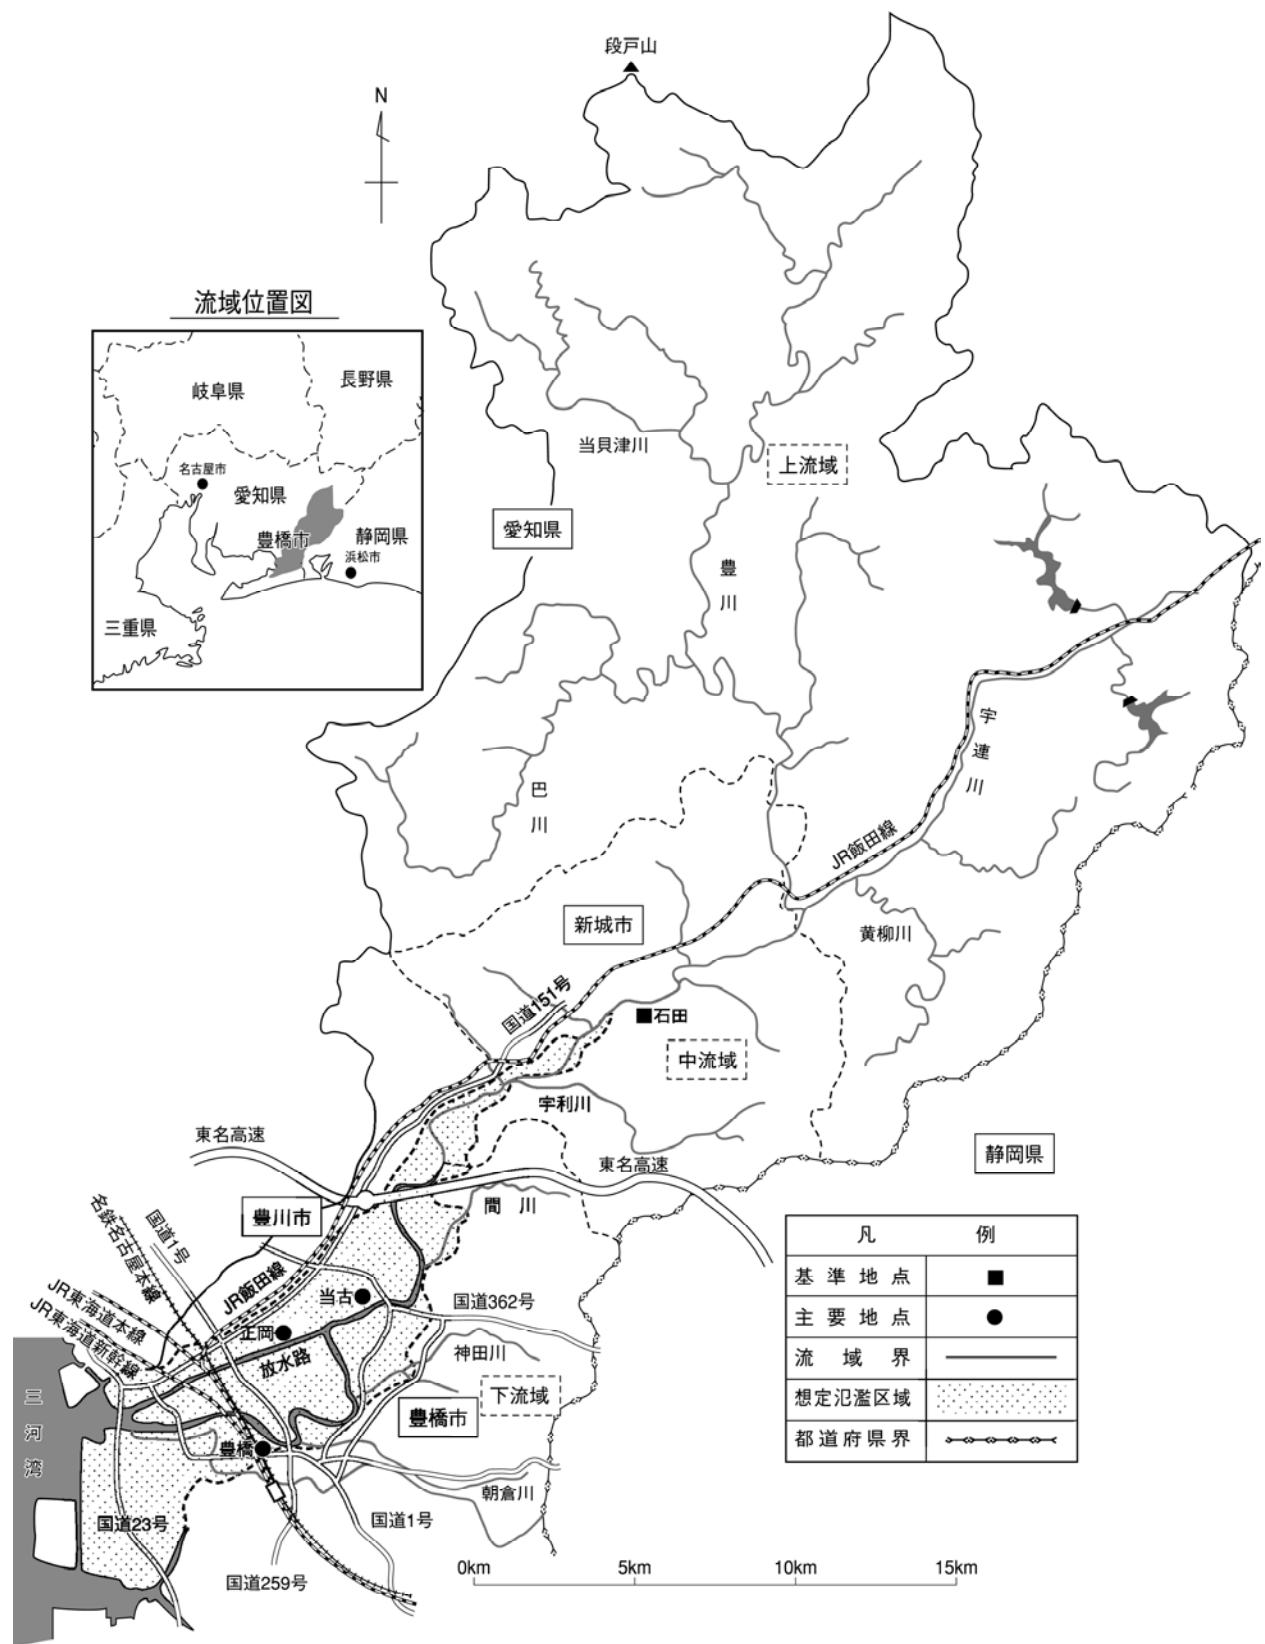 段戸山
N
流域位置図
岐阜県
長野県
名古屋市
愛知県
豊橋市
静岡県
浜松市
三重県
当貝津川
上流域
愛知県
豊川
宇連川
巴川
JR飯田線
新城市
黄柳川
国道151号
石田
中流域
宇利川
東名高速
東名高速
静岡県
間川
豊川市
名鉄名古屋本線
国道1号
JR飯田線
当古
国道362号
JR東海道本線
JR東海道新幹線
正岡
放水路
神田川
下流域
豊橋市
三河湾
豊橋
朝倉川
国道23号
国道1号
国道259号
凡例
基準地点
主要地点
流域界
想定氾濫区域
都道府県界
0km 5km 10km 15km